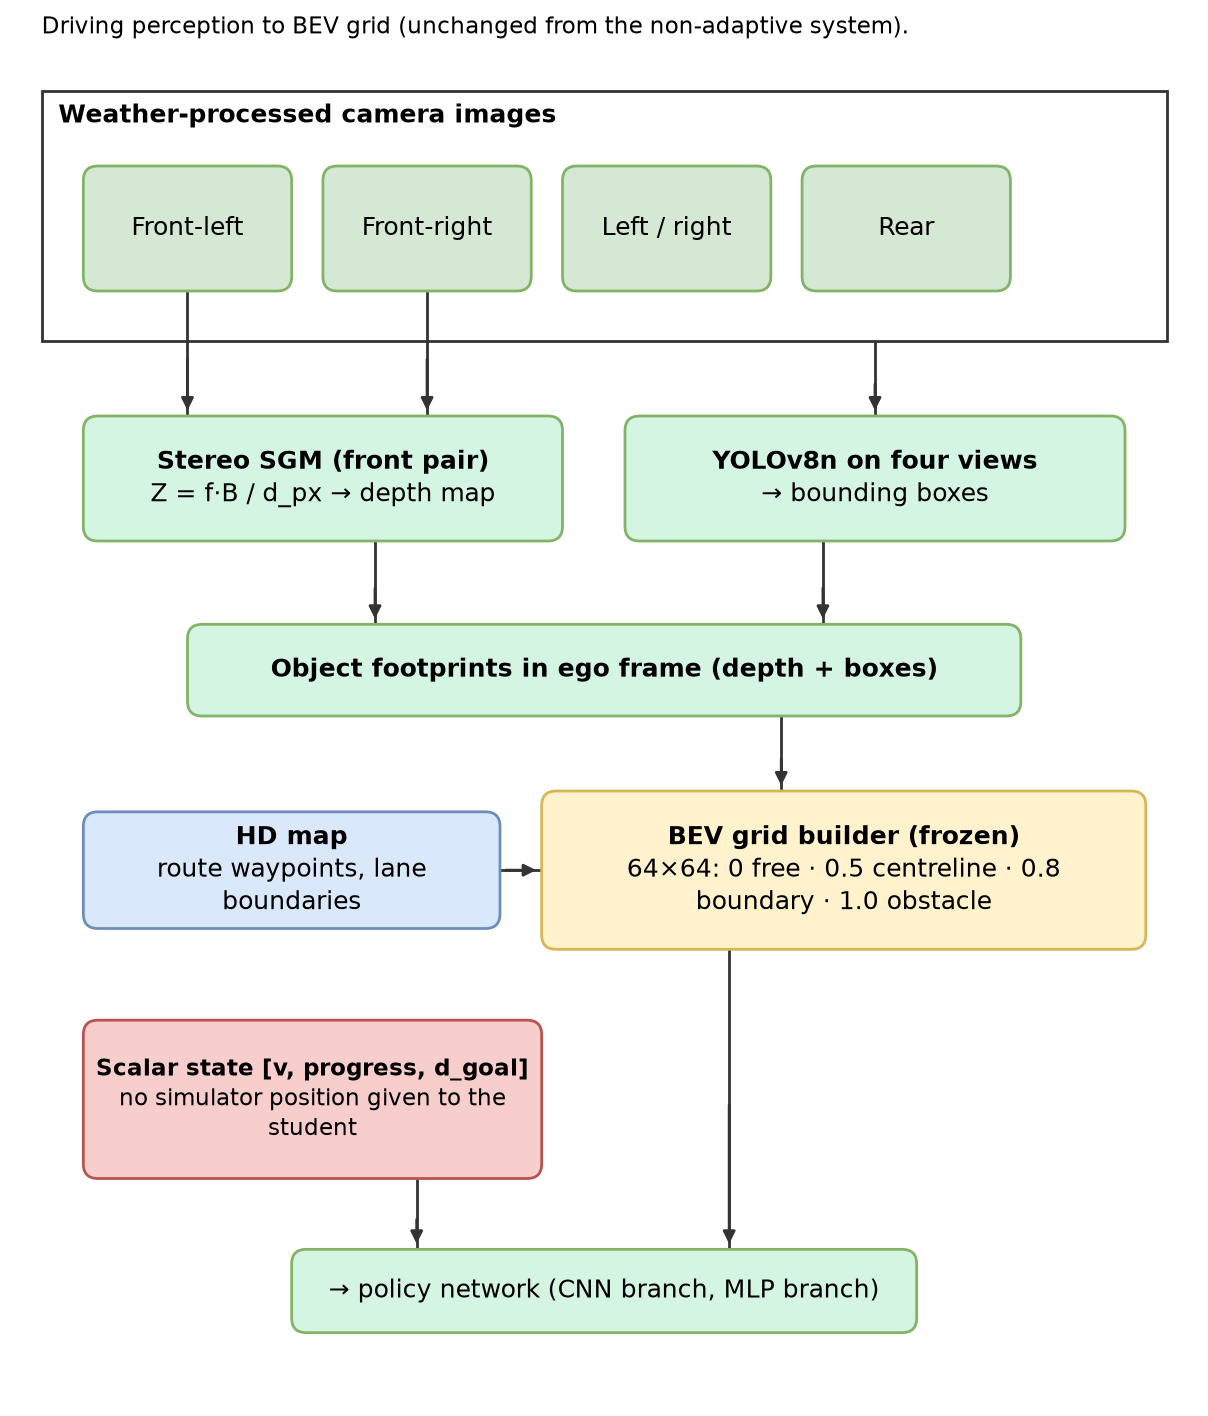 Driving perception to BEV grid (unchanged from the non-adaptive system).
Weather-processed camera images
Front-left
Front-right
Left / right
Rear
Stereo SGM (front pair)
Z = f·B / d_px → depth map
YOLOv8n on four views
→ bounding boxes
Object footprints in ego frame (depth + boxes)
HD map
route waypoints, lane
boundaries
BEV grid builder (frozen)
64×64: 0 free · 0.5 centreline · 0.8
boundary · 1.0 obstacle
Scalar state [v, progress, d_goal]
no simulator position given to the
student
→ policy network (CNN branch, MLP branch)